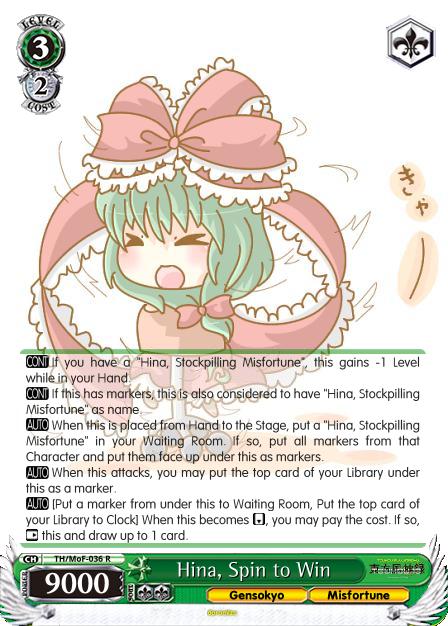 LEVEL
3
2
COST
きゃー
CONT If you have a "Hina, Stockpilling Misfortune", this gains -1 Level
while in your Hand.
CONT If this has markers, this is also considered to have "Hina, Stockpilling
Misfortune" as name.
AUTO When this is placed from Hand to the Stage, put a "Hina, Stockpilling
Misfortune" in your Waiting Room. If so, put all markers from that
Character and put them face up under this as markers.
AUTO When this attacks, you may put the top card of your Library under
this as a marker.
AUTO [Put a marker from under this to Waiting Room, Put the top card of
your Library to Clock] When this becomes, you may pay the cost. If so,
this and draw up to 1 card.
CH TH/MoF-036 R
POWER 9000 SOUL Hina, Spin to Win
Gensokyo Misfortune